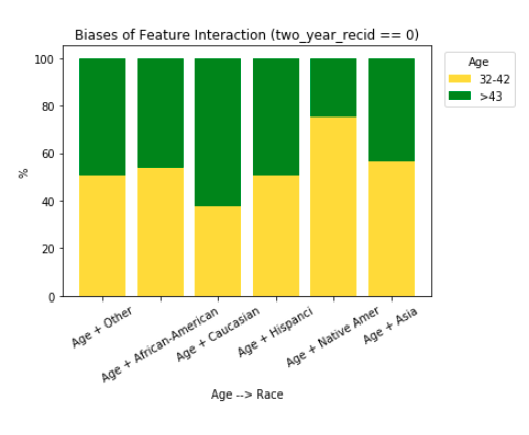 Biases of Feature Interaction (two_year_recid == 0)
Age
32-42
>43
100
80
60
40
20
0
%
Age + Other
Age + African-American
Age + Caucasian
Age + Hispanci
Age + Native Amer
Age + Asia
Age --> Race